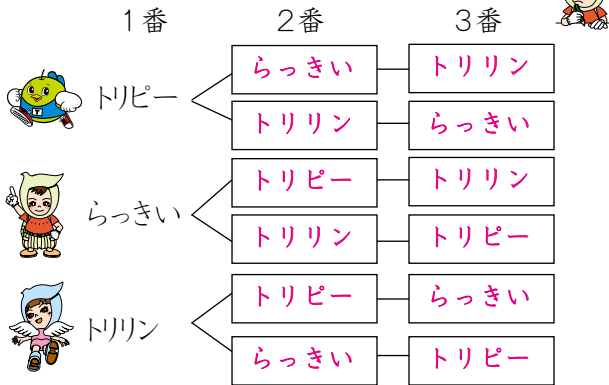 1番 2番 3番
らっきい トリリン
トリピー
トリリン らっきい
トリピー トリリン
らっきい
トリリン トリピー
トリピー らっきい
トリリン
らっきい トリピー